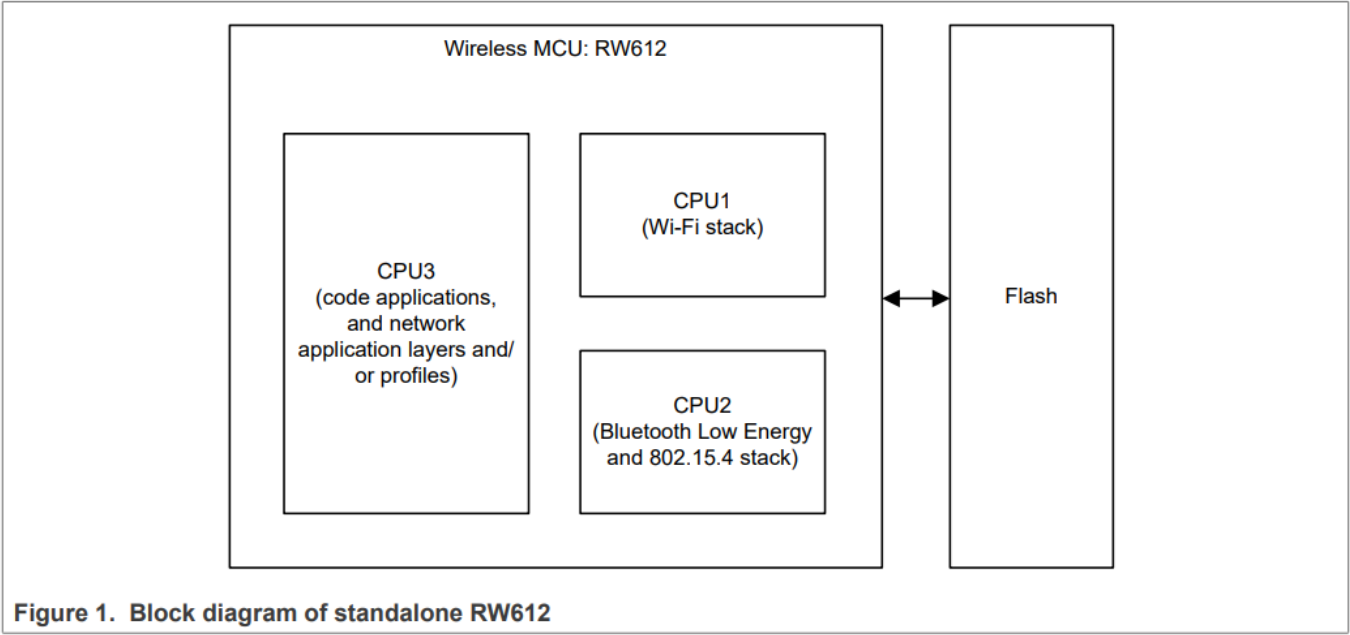 Wireless MCU: RW612
CPU3
(code applications,
and network
application layers and/
or profiles)
CPU1
(Wi-Fi stack)
CPU2
(Bluetooth Low Energy
and 802.15.4 stack)
Flash
Figure 1. Block diagram of standalone RW612